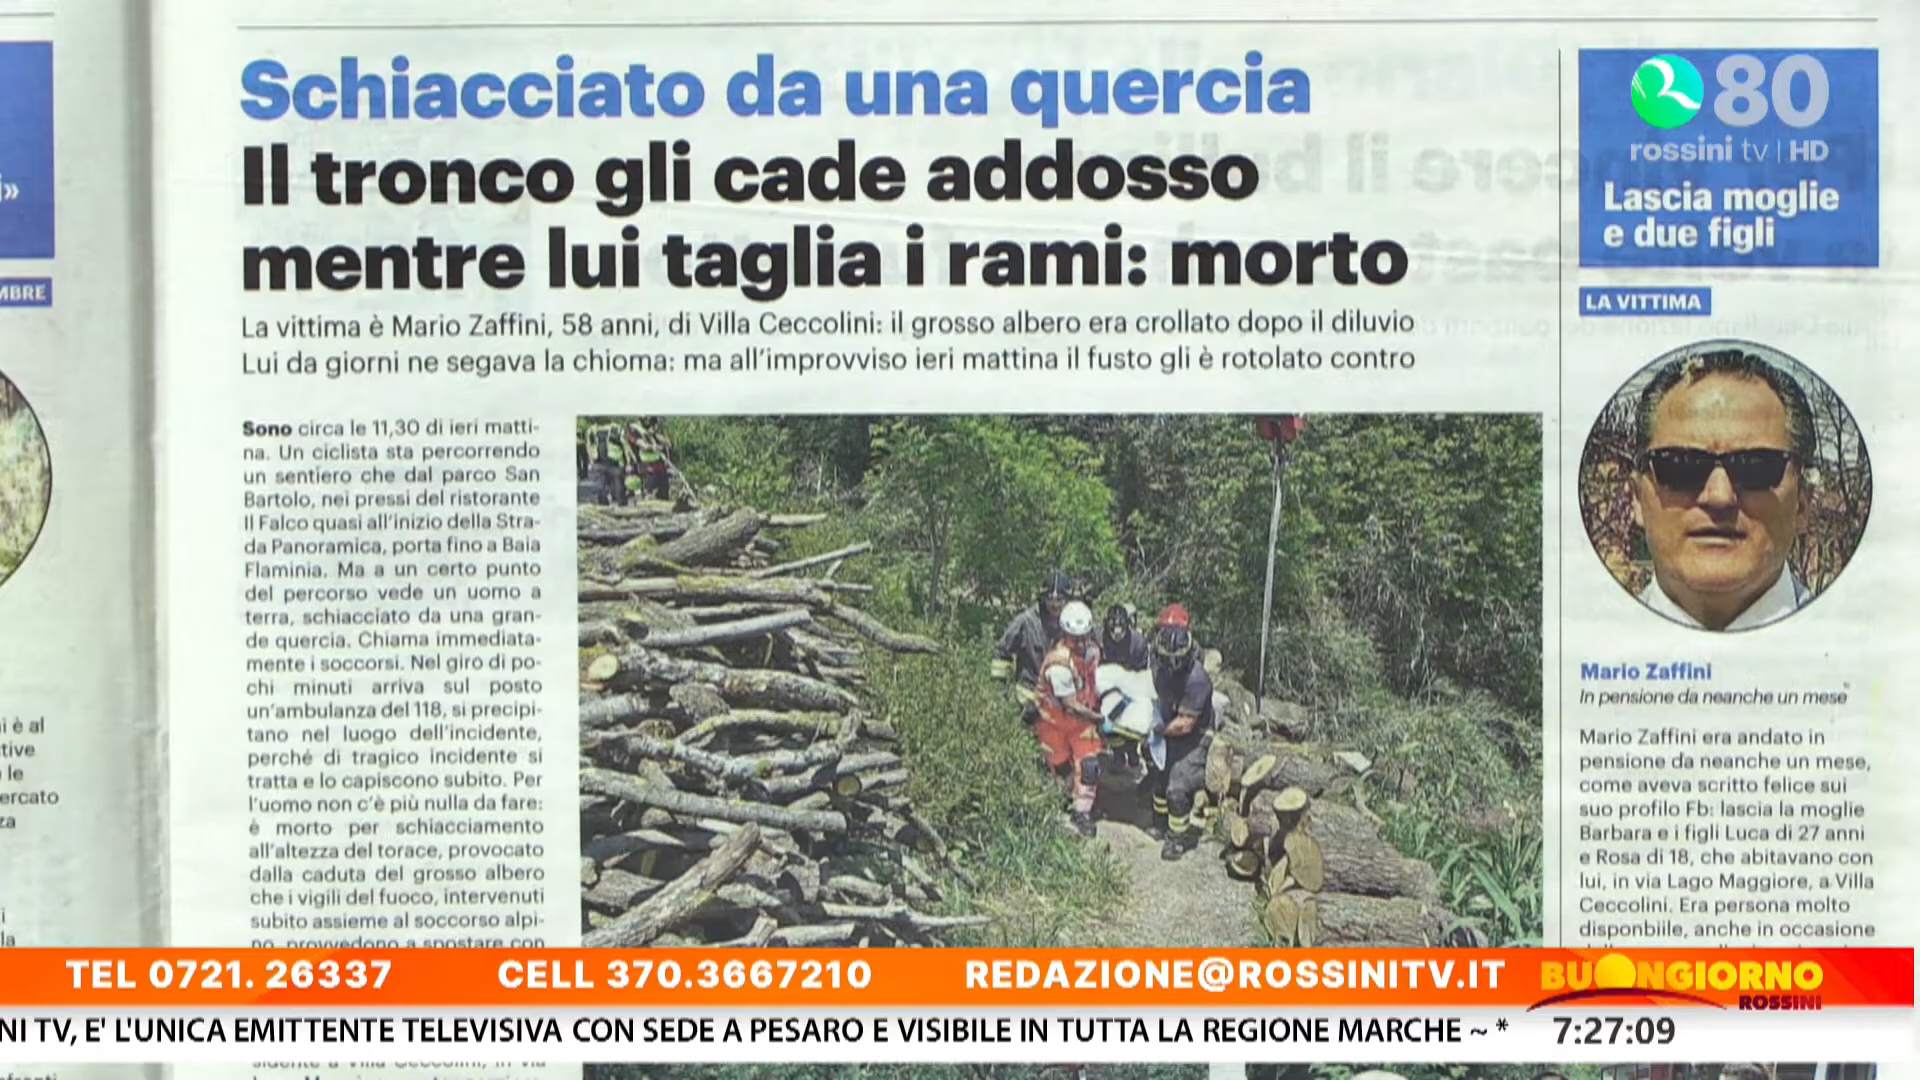 Schiacciato da una quercia
Il tronco gli cade addosso
mentre lui taglia i rami: morto
La vittima è Mario Zaffini, 58 anni, di Villa Ceccolini: il grosso albero era crollato dopo il diluvio
Lui da giorni ne segava la chioma: ma all'improvviso ieri mattina il fusto gli è rotolato contro
Sono circa le 11,30 di ieri matti-
na. Un ciclista sta percorrendo
un sentiero che dal parco San
Bartolo, nei pressi del ristorante
Il Falco quasi all'inizio della Stra-
da Panoramica, porta fino a Baia
Flaminia. Ma a un certo punto
del percorso vede un uomo a
terra, schiacciato da una gran-
de quercia. Chiama immediata-
mente i soccorsi. Nel giro di po-
chi minuti arriva sul posto
un'ambulanza del 118, si precipi-
tano nel luogo dell'incidente,
perché di tragico incidente si
tratta e lo capiscono subito. Per
l'uomo non c'è più nulla da fare:
è morto per schiacciamento
all'altezza del torace, provocato
dalla caduta del grosso albero
che i vigili del fuoco, intervenuti
subito assieme al soccorso alpi-
no, provvedono a spostare con
80
rossini tv | HD
Lascia moglie
e due figli
LA VITTIMA
Mario Zaffini
In pensione da neanche un mese
Mario Zaffini era andato in
pensione da neanche un mese,
come aveva scritto felice sui
suo profilo Fb: lascia la moglie
Barbara e i figli Luca di 27 anni
e Rosa di 18, che abitavano con
lui, in via Lago Maggiore, a Villa
Ceccolini. Era persona molto
disponbiile, anche in occasione
MBRE
i è al
tive
le
ercato
za
i
la
TEL 0721. 26337
CELL 370.3667210
REDAZIONE@ROSSINITV.IT
BUONGIORNO
ROSSINI
NI TV, E' L'UNICA EMITTENTE TELEVISIVA CON SEDE A PESARO E VISIBILE IN TUTTA LA REGIONE MARCHE ~ *
7:27:09